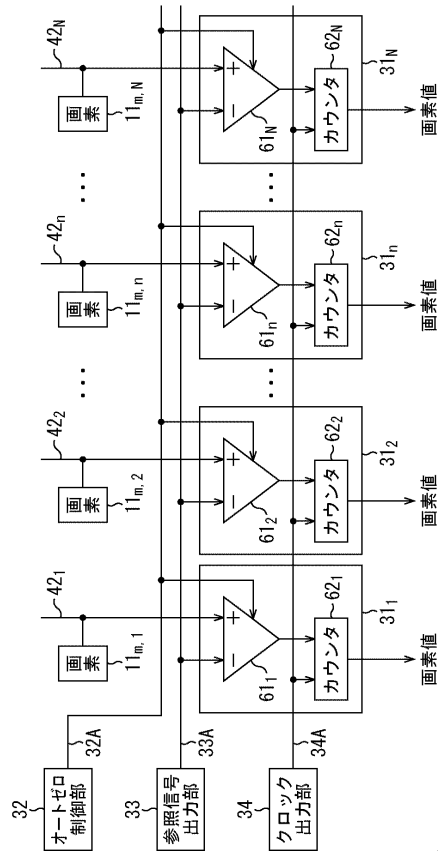 32
オートゼロ
制御部
32A
33
参照信号
出力部
33A
34
クロック
出力部
34A
42₁
画素
11m,1
61₁
62₁
カウンタ
31₁
画素値
42₂
画素
11m,2
61₂
62₂
カウンタ
31₂
画素値
...
...
42n
画素
11m,n
61n
62n
カウンタ
31n
画素値
...
...
42N
画素
11m,N
61N
62N
カウンタ
31N
画素値
+
−
+
−
+
−
+
−